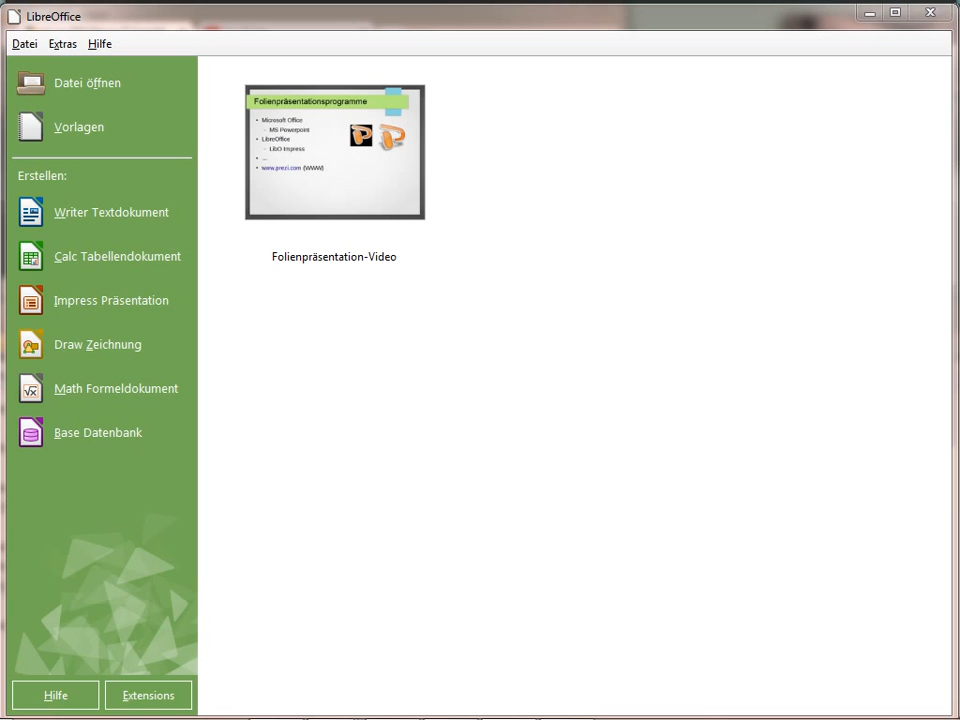 LibreOffice
Datei Extras Hilfe
Datei öffnen
Vorlagen
Erstellen:
Writer Textdokument
Calc Tabellendokument
Impress Präsentation
Draw Zeichnung
Math Formeldokument
Base Datenbank
Hilfe
Extensions
Folienpräsentationsprogramme
• Microsoft Office
– MS Powerpoint
• LibreOffice
– LibO Impress
• ...
• www.prezi.com (WWW)
Folienpräsentation-Video